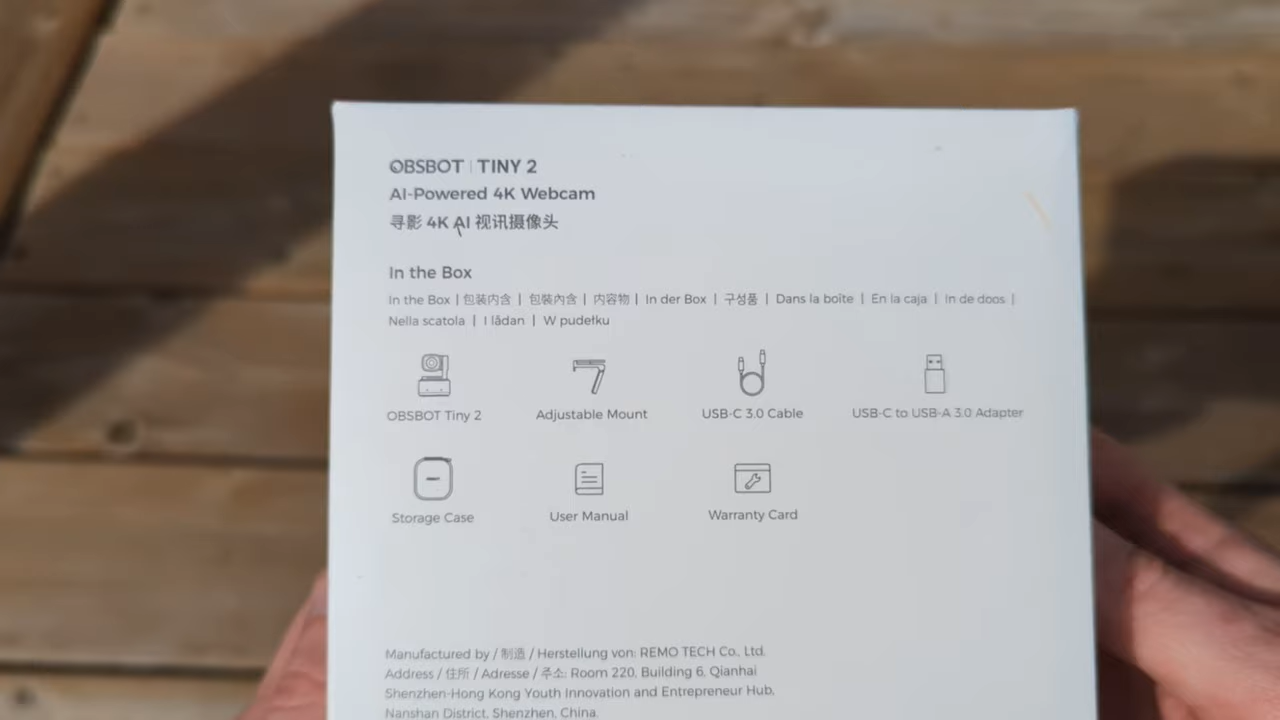 OBSBOT | TINY 2
AI-Powered 4K Webcam
寻影 4K AI 视讯摄像头
In the Box
In the Box | 包装内含 | 包裝內含 | 内容物 | In der Box | 구성품 | Dans la boîte | En la caja | In de doos |
Nella scatola | I lådan | W pudełku
OBSBOT Tiny 2
Adjustable Mount
USB-C 3.0 Cable
USB-C to USB-A 3.0 Adapter
Storage Case
User Manual
Warranty Card
Manufactured by / 制造 / Herstellung von: REMO TECH Co., Ltd.
Address / 住所 / Adresse / 주소: Room 220, Building 6, Qianhai
Shenzhen-Hong Kong Youth Innovation and Entrepreneur Hub,
Nanshan District, Shenzhen, China.